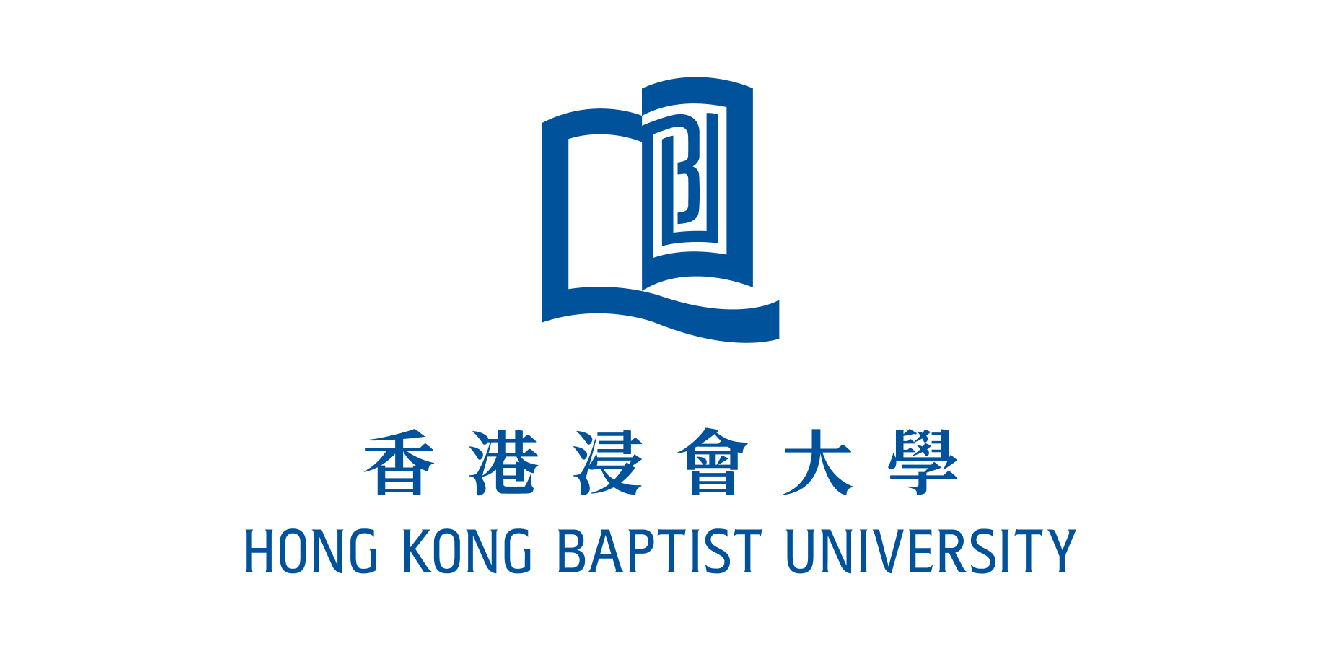 香港浸會大學
HONG KONG BAPTIST UNIVERSITY